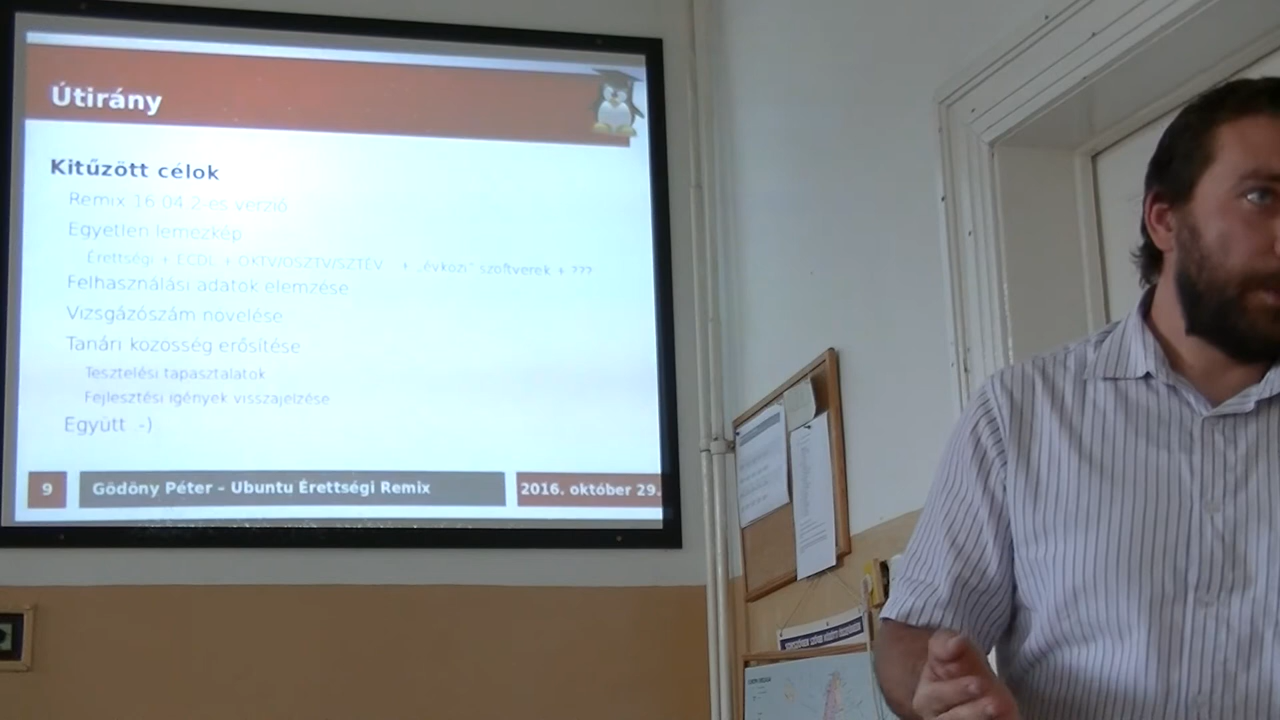 Útirány
Kitűzött célok
Remix 16.04.2-es verzió
Egyetlen lemezkép
Érettségi + ECDL + OKTV/OSZTV/SZTÉV... + „évközi” szoftverek + ???
Felhasználási adatok elemzése
Vizsgázószám növelése
Tanári közösség erősítése
Tesztelési tapasztalatok
Fejlesztési igények visszajelzése
Együtt :-)
9
Gödöny Péter – Ubuntu Érettségi Remix
2016. október 29.